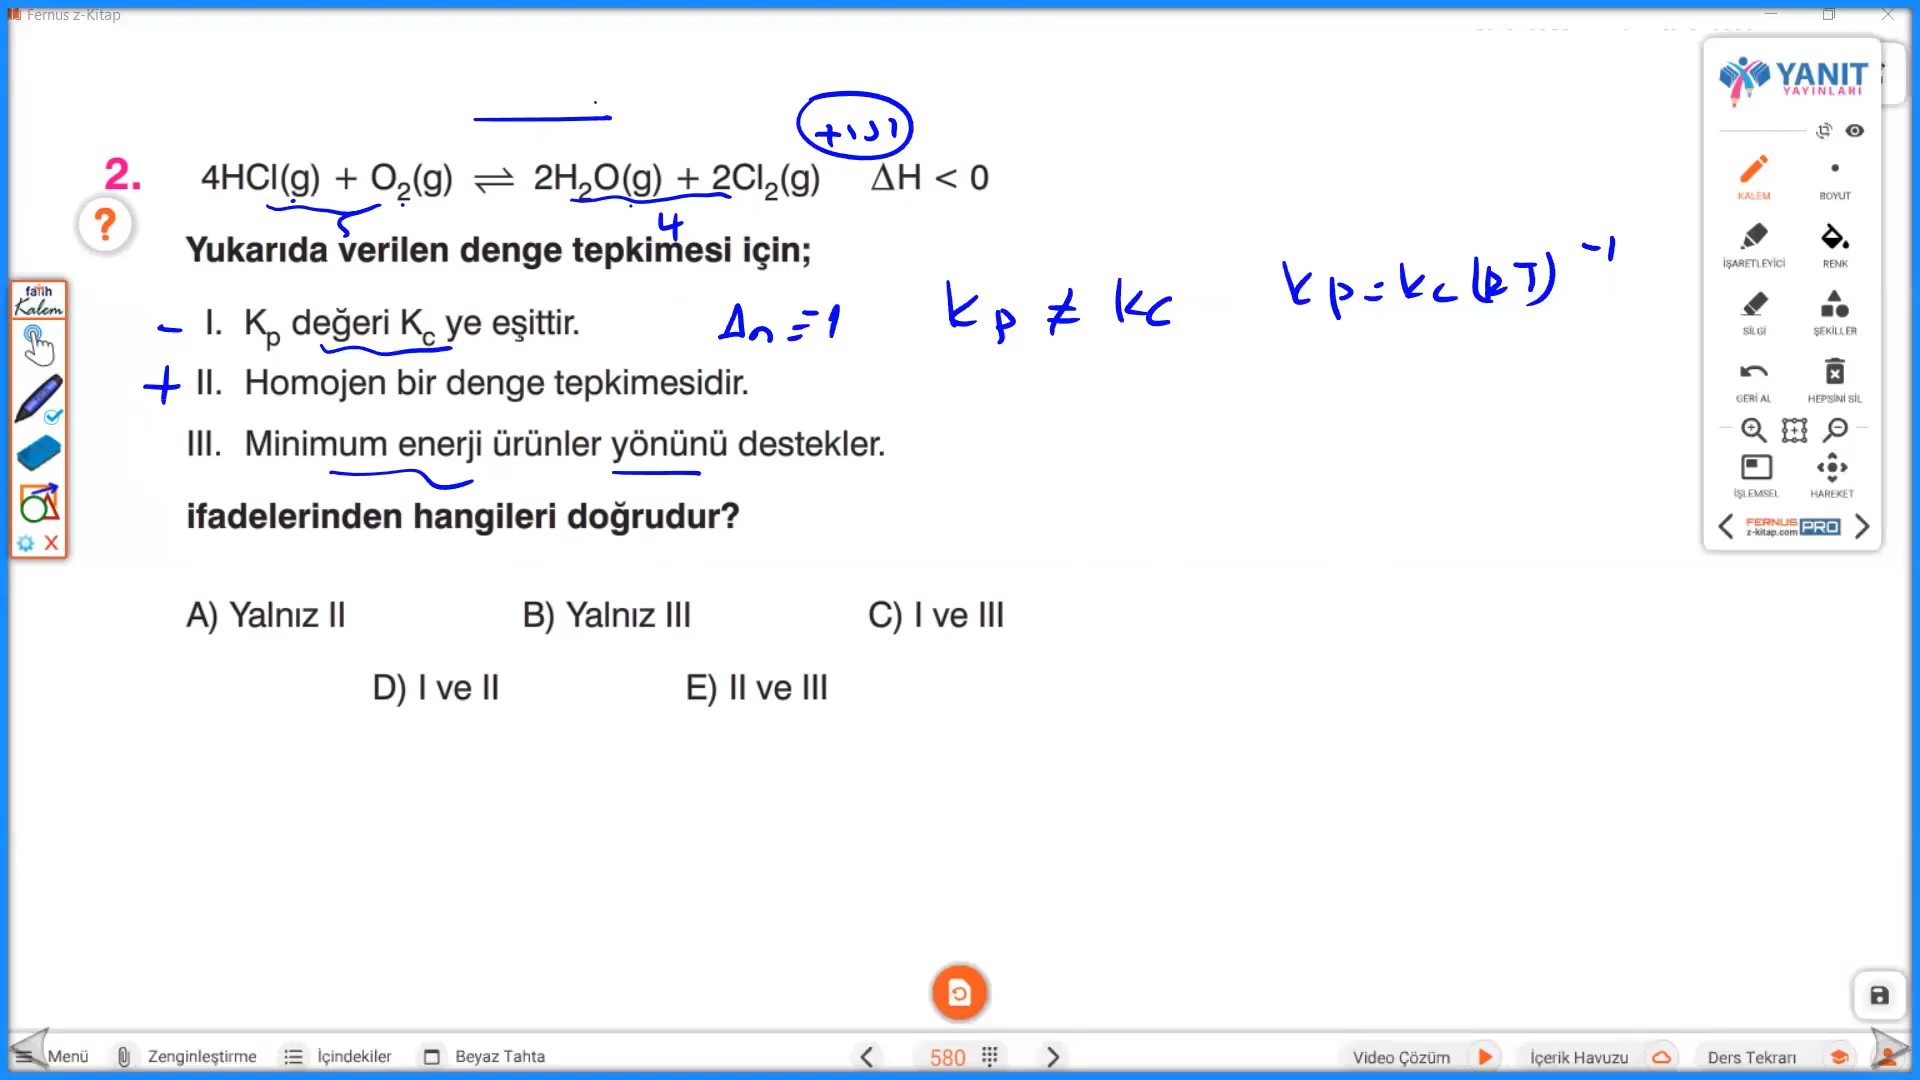 Fernus z-Kitap
YANIT
YAYINLARI
+ısı
2. 4HCl(g) + O₂(g) ⇌ 2H₂O(g) + 2Cl₂(g) ΔH < 0
5 4
Yukarıda verilen denge tepkimesi için;
- I. Kₚ değeri K꜀ ye eşittir.
Δn = -1 Kp ≠ Kc Kp = Kc (RT)⁻¹
+ II. Homojen bir denge tepkimesidir.
III. Minimum enerji ürünler yönünü destekler.
ifadelerinden hangileri doğrudur?
A) Yalnız II B) Yalnız III C) I ve III
D) I ve II E) II ve III
fatih
Kalem
KALEM BOYUT
İŞARETLEYİCİ RENK
SİLGİ ŞEKİLLER
GERİ AL HEPSİNİ SİL
İŞLEMSEL HAREKET
FERNUS PRO
z-kitap.com
Menü Zenginleştirme İçindekiler Beyaz Tahta 580 Video Çözüm İçerik Havuzu Ders Tekrarı